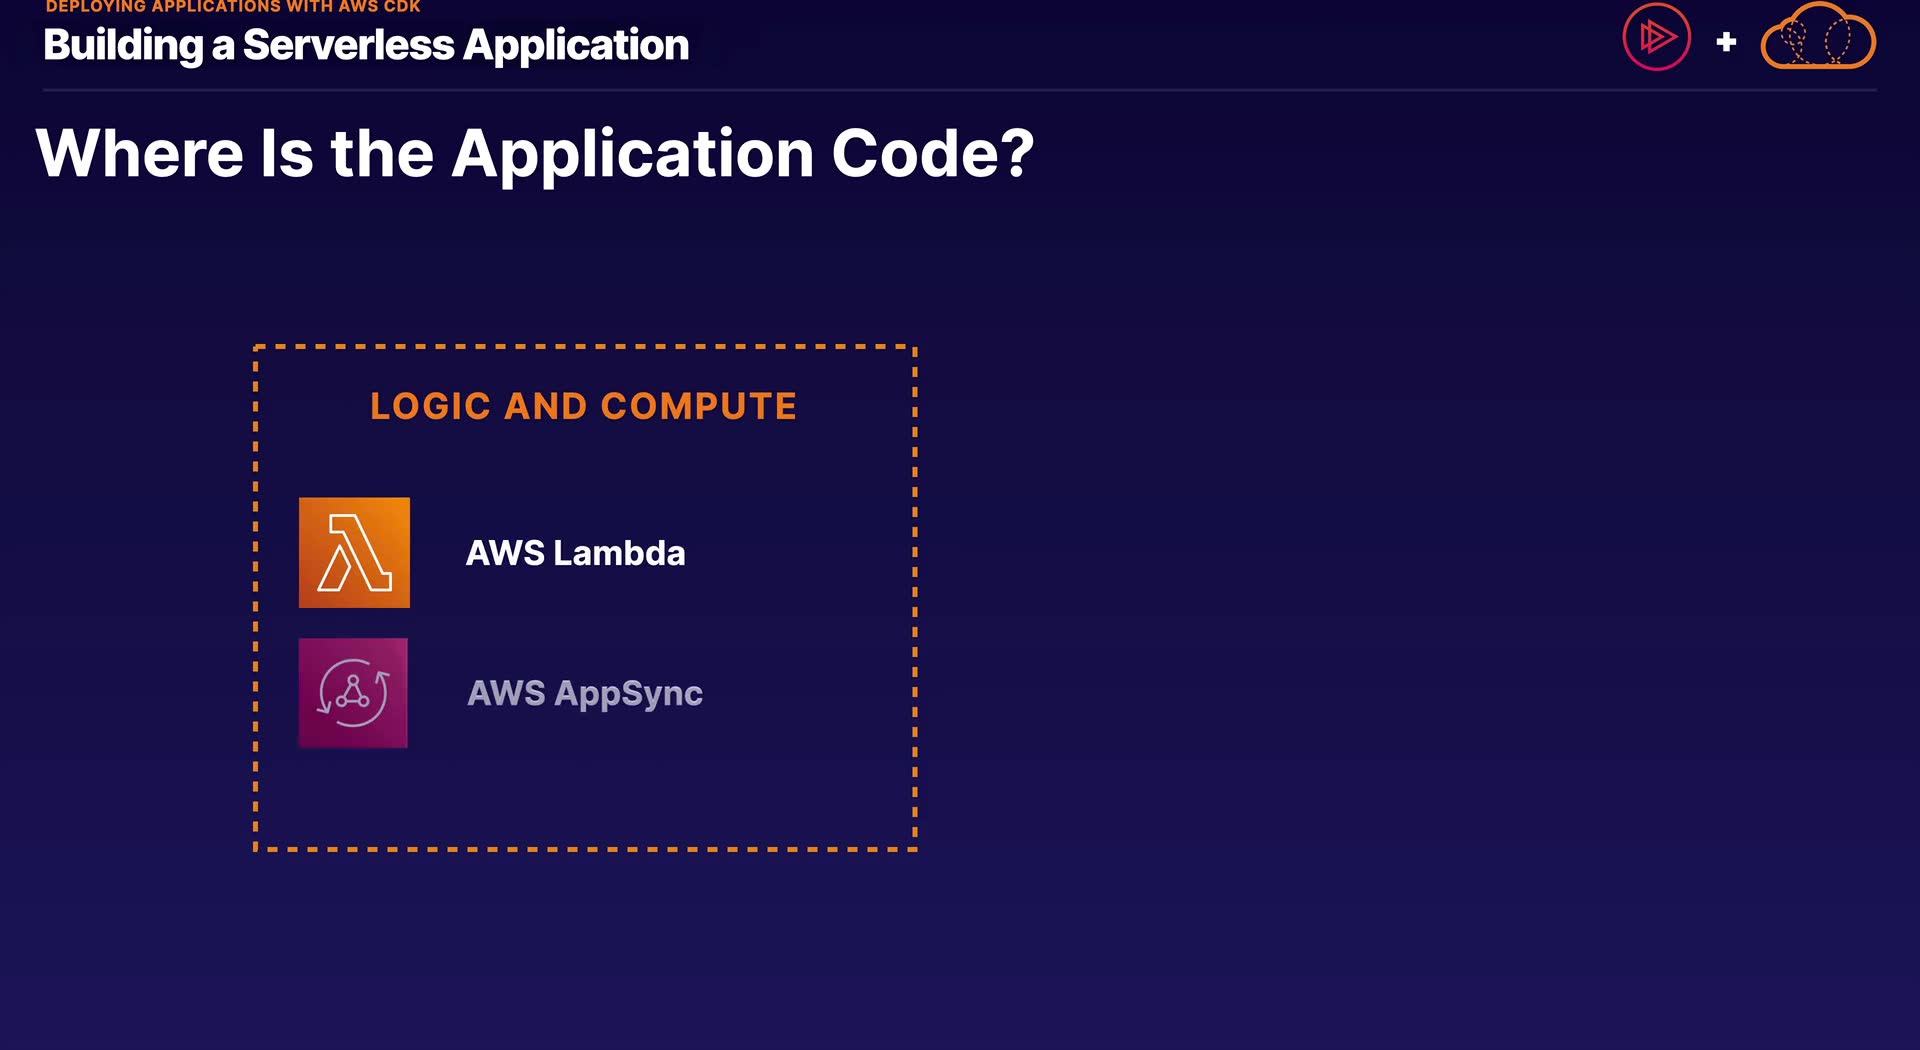 DEPLOYING APPLICATIONS WITH AWS CDK
Building a Serverless Application
Where Is the Application Code?
LOGIC AND COMPUTE
AWS Lambda
AWS AppSync